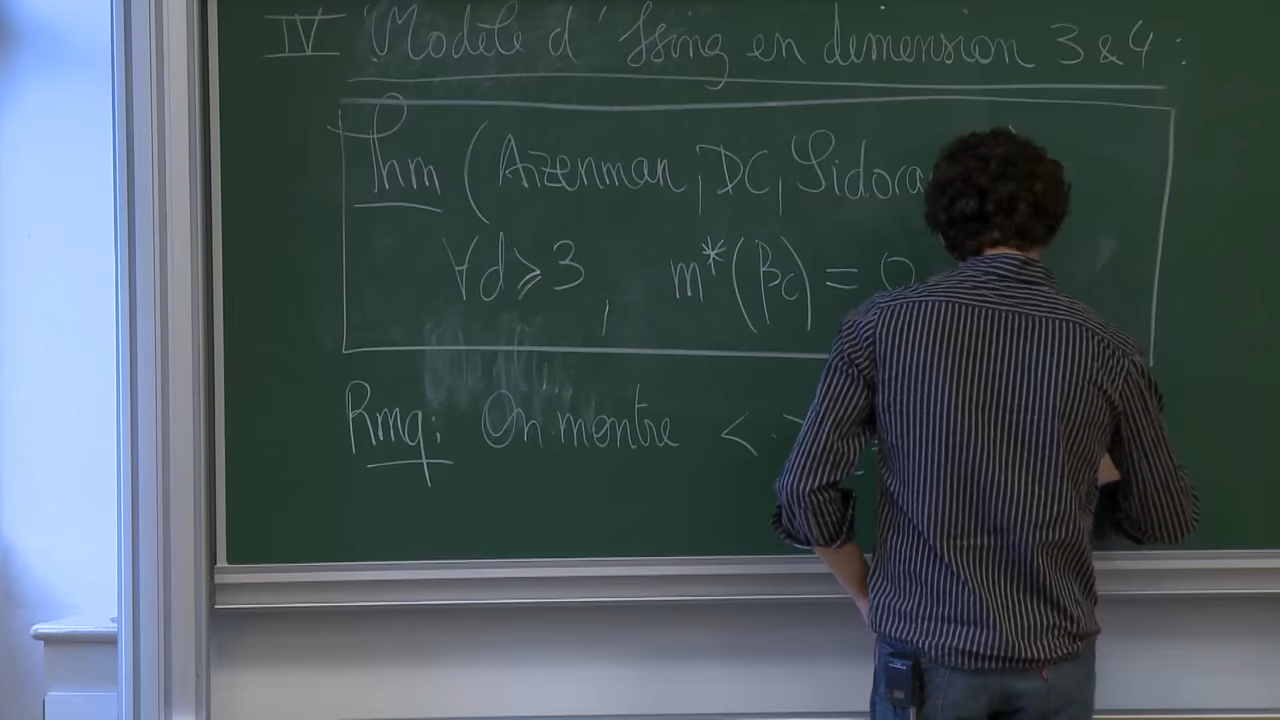 IV Modèle d'Ising en dimension 3 & 4 :
Thm ( Aizenman, DC, Sidora
∀d ⩾ 3, m*(βc) = 0
Rmq: On montre < · >